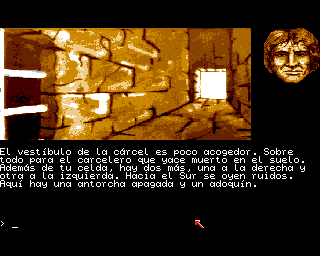 El vestíbulo de la cárcel es poco acogedor. Sobre
todo para el carcelero que yace muerto en el suelo.
Además de tu celda, hay dos más, una a la derecha y
otra a la izquierda. Hacia el Sur se oyen ruidos.
Aquí hay una antorcha apagada y un adoquín.
> _